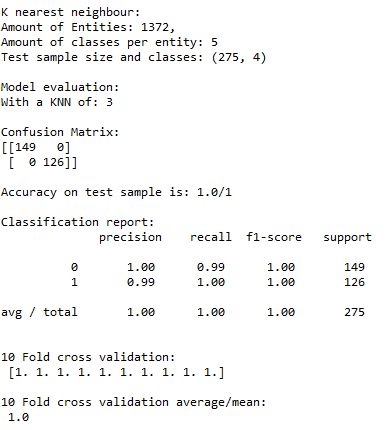 K nearest neighbour:
Amount of Entities: 1372,
Amount of classes per entity: 5
Test sample size and classes: (275, 4)
Model evaluation:
With a KNN of: 3
Confusion Matrix:
[[149   0]
 [  0 126]]
Accuracy on test sample is: 1.0/1
Classification report:
             precision    recall  f1-score   support
          0       1.00      0.99      1.00       149
          1       0.99      1.00      1.00       126
avg / total       1.00      1.00      1.00       275
10 Fold cross validation:
 [1. 1. 1. 1. 1. 1. 1. 1. 1. 1.]
10 Fold cross validation average/mean:
 1.0